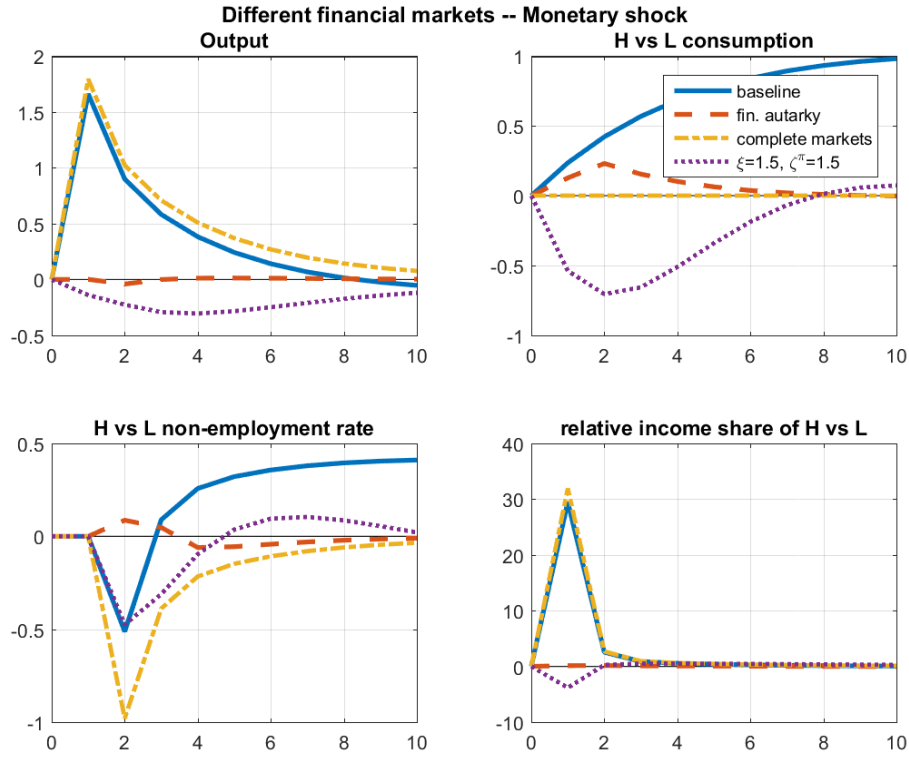 Different financial markets -- Monetary shock
Output
2
1.5
1
0.5
0
-0.5
0 2 4 6 8 10
H vs L consumption
1
0.5
0
-0.5
-1
0 2 4 6 8 10
baseline
fin. autarky
complete markets
ξ=1.5, ζ^π=1.5
H vs L non-employment rate
0.5
0
-0.5
-1
0 2 4 6 8 10
relative income share of H vs L
40
30
20
10
0
-10
0 2 4 6 8 10